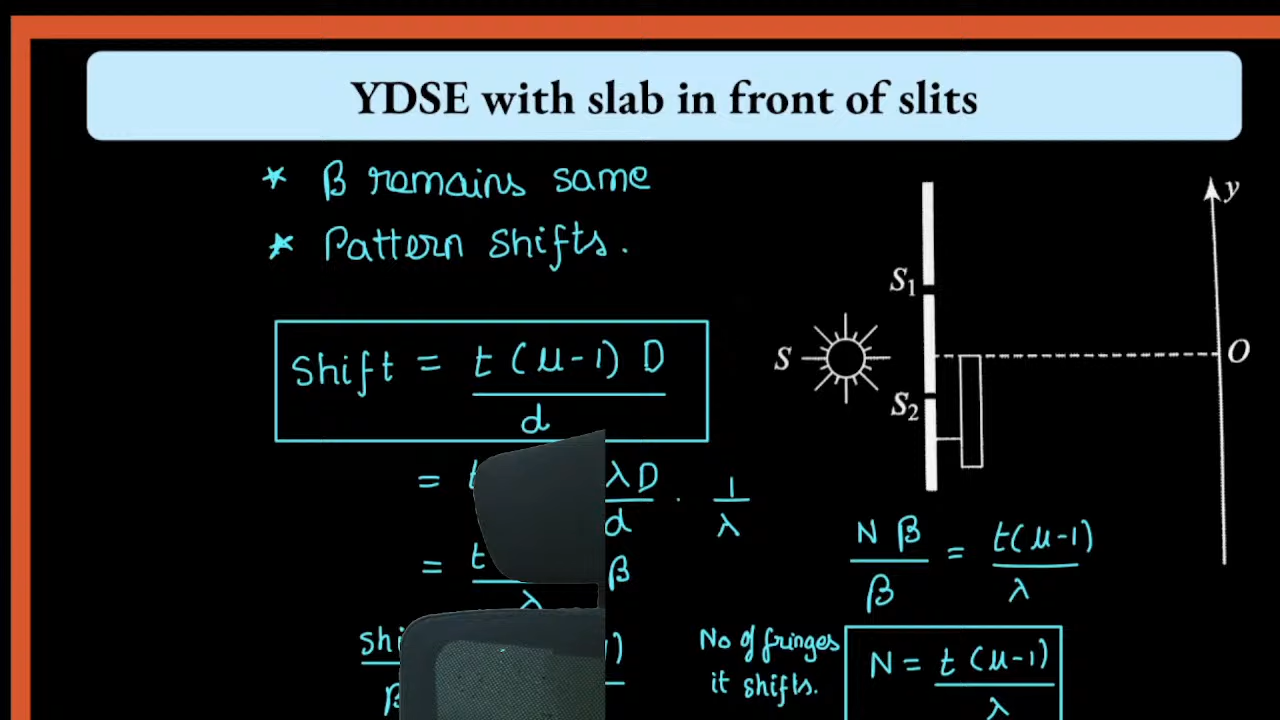 YDSE with slab in front of slits
* β remains same
* Pattern shifts.
Shift = t(μ-1) D / d
= λD / d · 1 / λ
= t / λ β
shi / β
S
S₁
S₂
y
O
N β / β = t(μ-1) / λ
No of fringes
it shifts.
N = t(μ-1) / λ